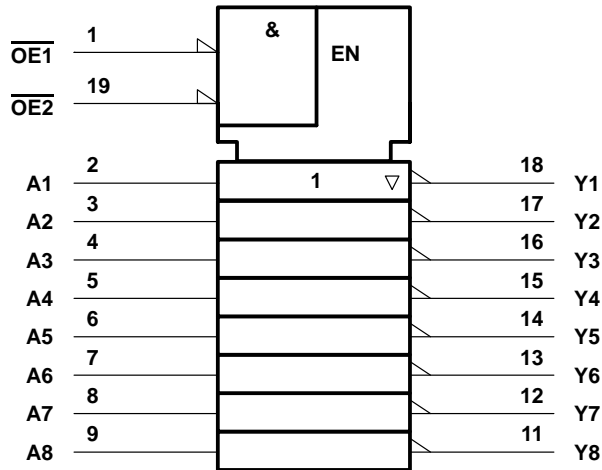 &
1
OE1
EN
19
OE2
2 18
A1 1 ▽ Y1
3 17
A2 Y2
4 16
A3 Y3
5 15
A4 Y4
6 14
A5 Y5
7 13
A6 Y6
8 12
A7 Y7
9 11
A8 Y8